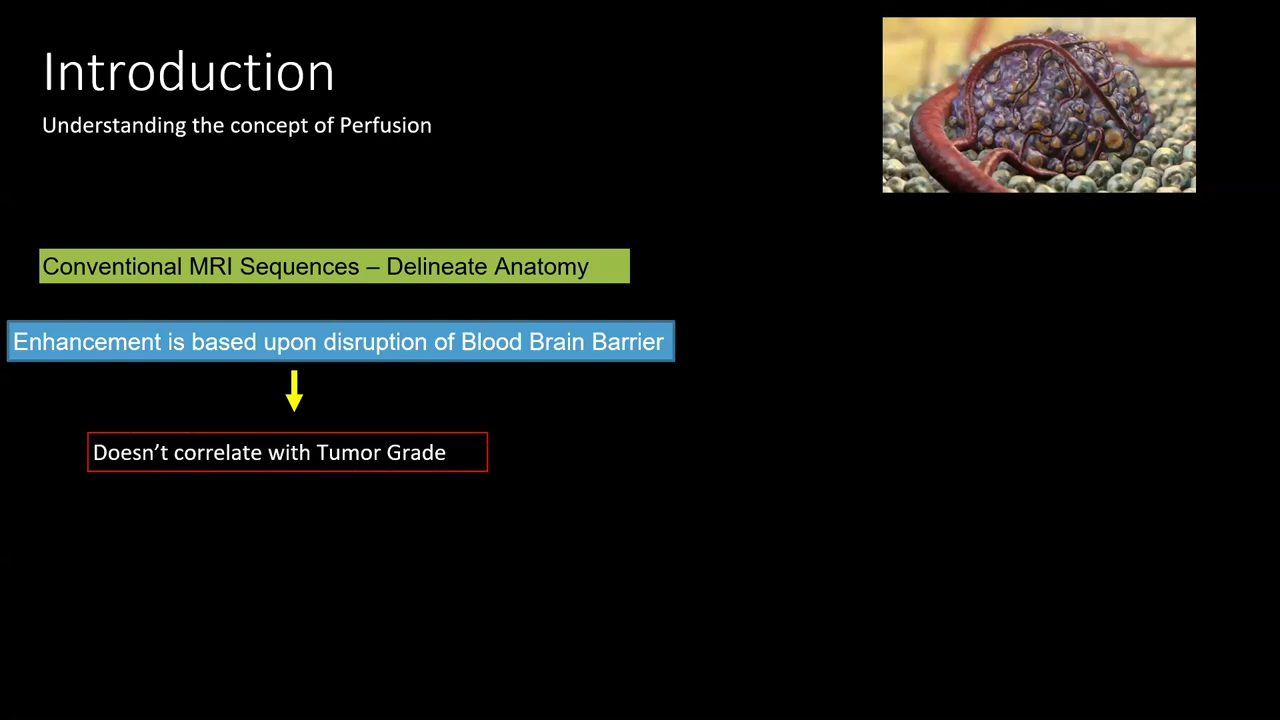 Introduction
Understanding the concept of Perfusion
Conventional MRI Sequences – Delineate Anatomy
Enhancement is based upon disruption of Blood Brain Barrier
Doesn’t correlate with Tumor Grade